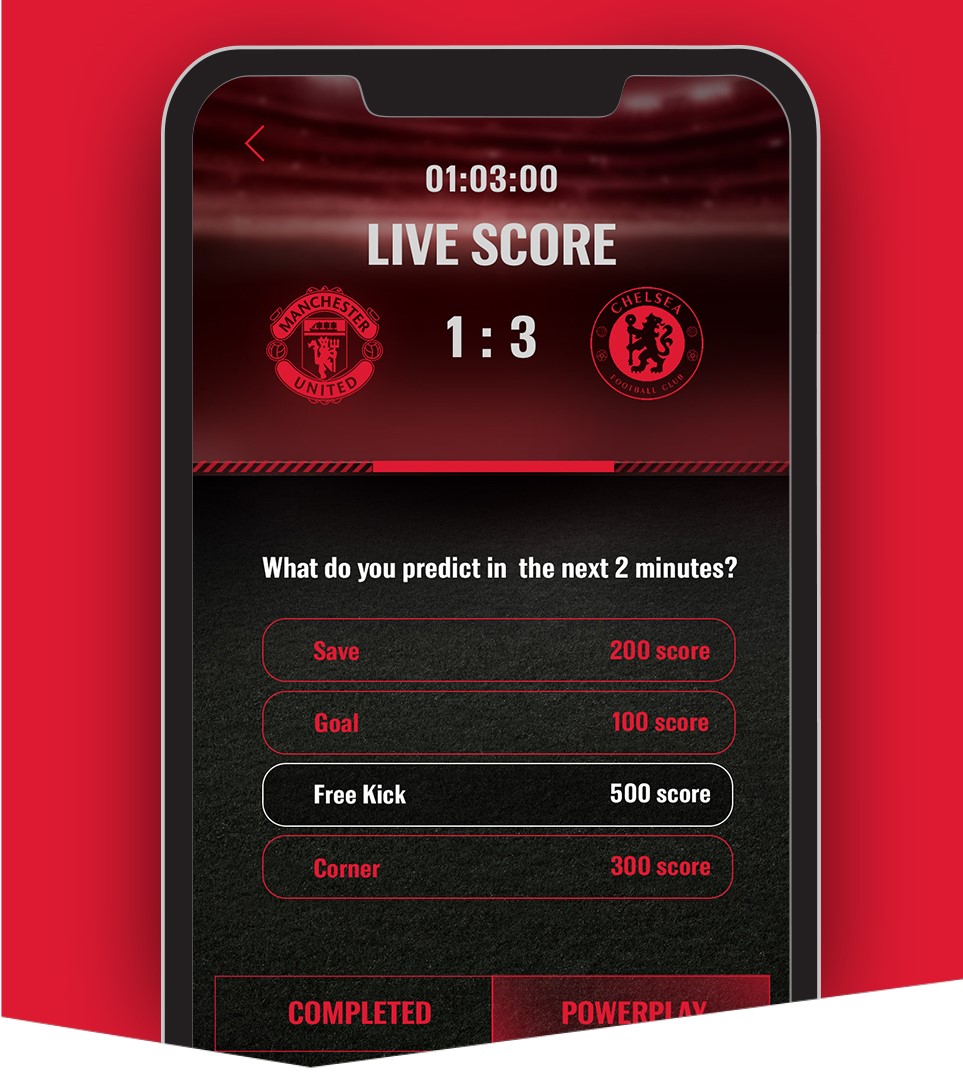 01:03:00
LIVE SCORE
MANCHESTER
UNITED
1 : 3
CHELSEA
FOOTBALL CLUB
What do you predict in the next 2 minutes?
Save 200 score
Goal 100 score
Free Kick 500 score
Corner 300 score
COMPLETED POWERPLAY